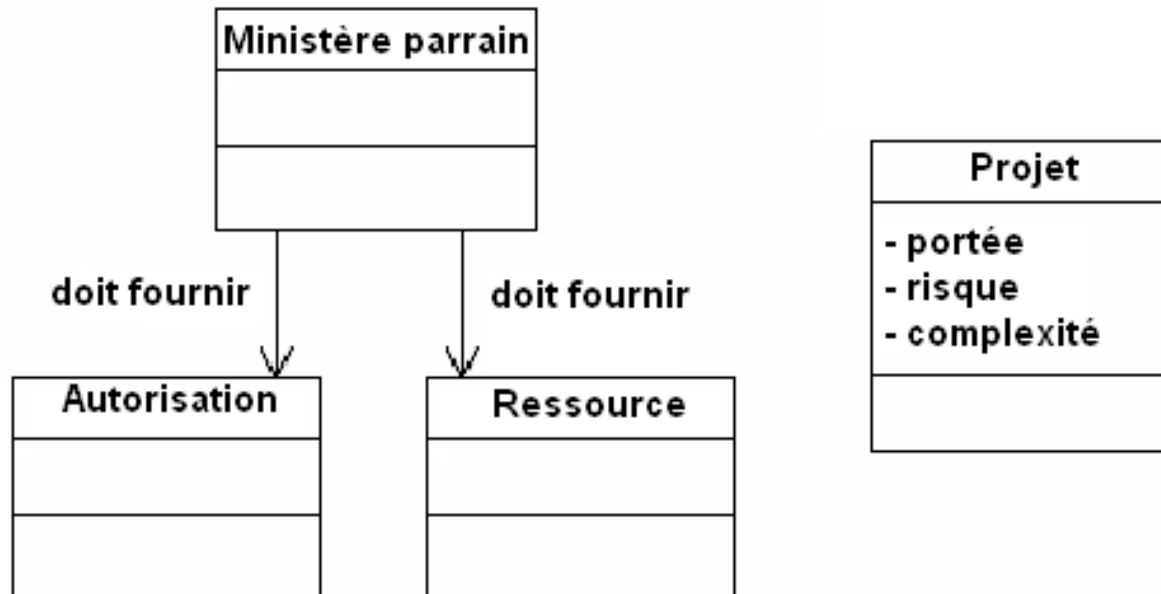 Ministère parrain
Projet
- portée
- risque
- complexité
doit fournir
doit fournir
Autorisation
Ressource